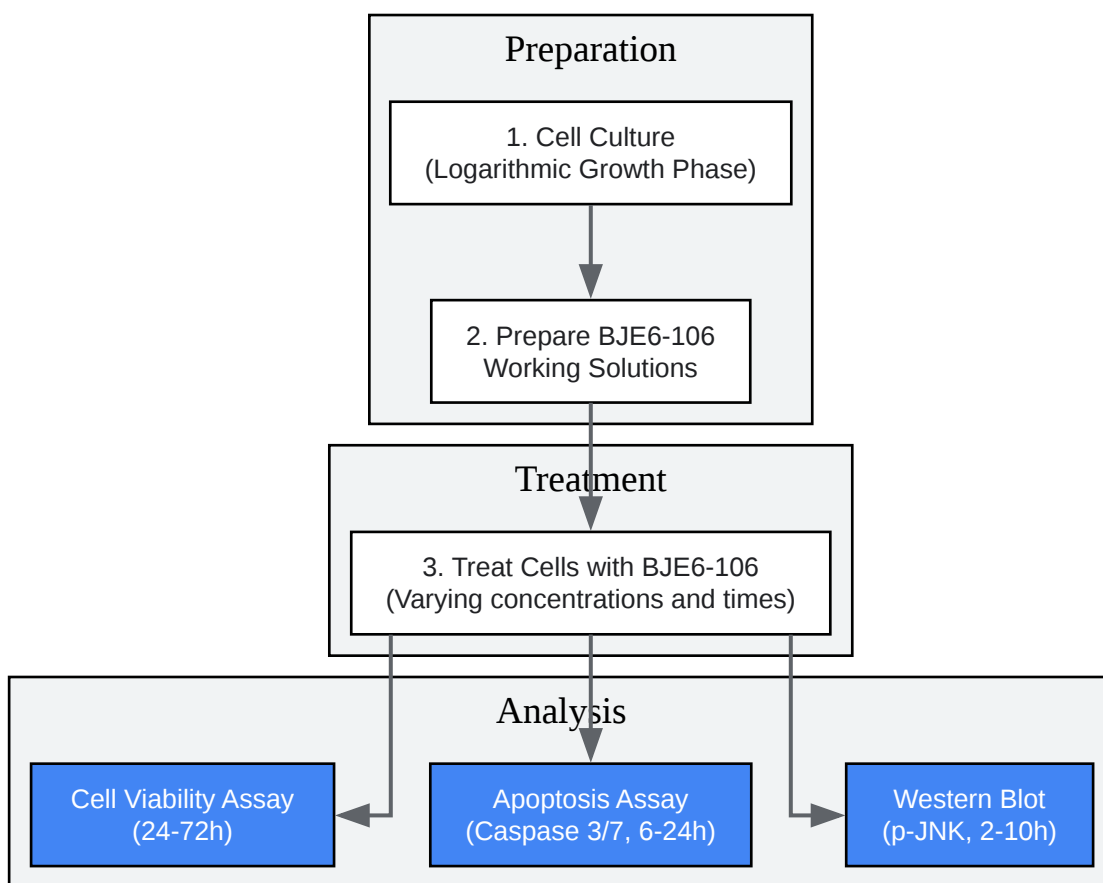 Preparation
1. Cell Culture
(Logarithmic Growth Phase)
2. Prepare BJE6-106
Working Solutions
Treatment
3. Treat Cells with BJE6-106
(Varying concentrations and times)
Analysis
Cell Viability Assay
(24-72h)
Apoptosis Assay
(Caspase 3/7, 6-24h)
Western Blot
(p-JNK, 2-10h)